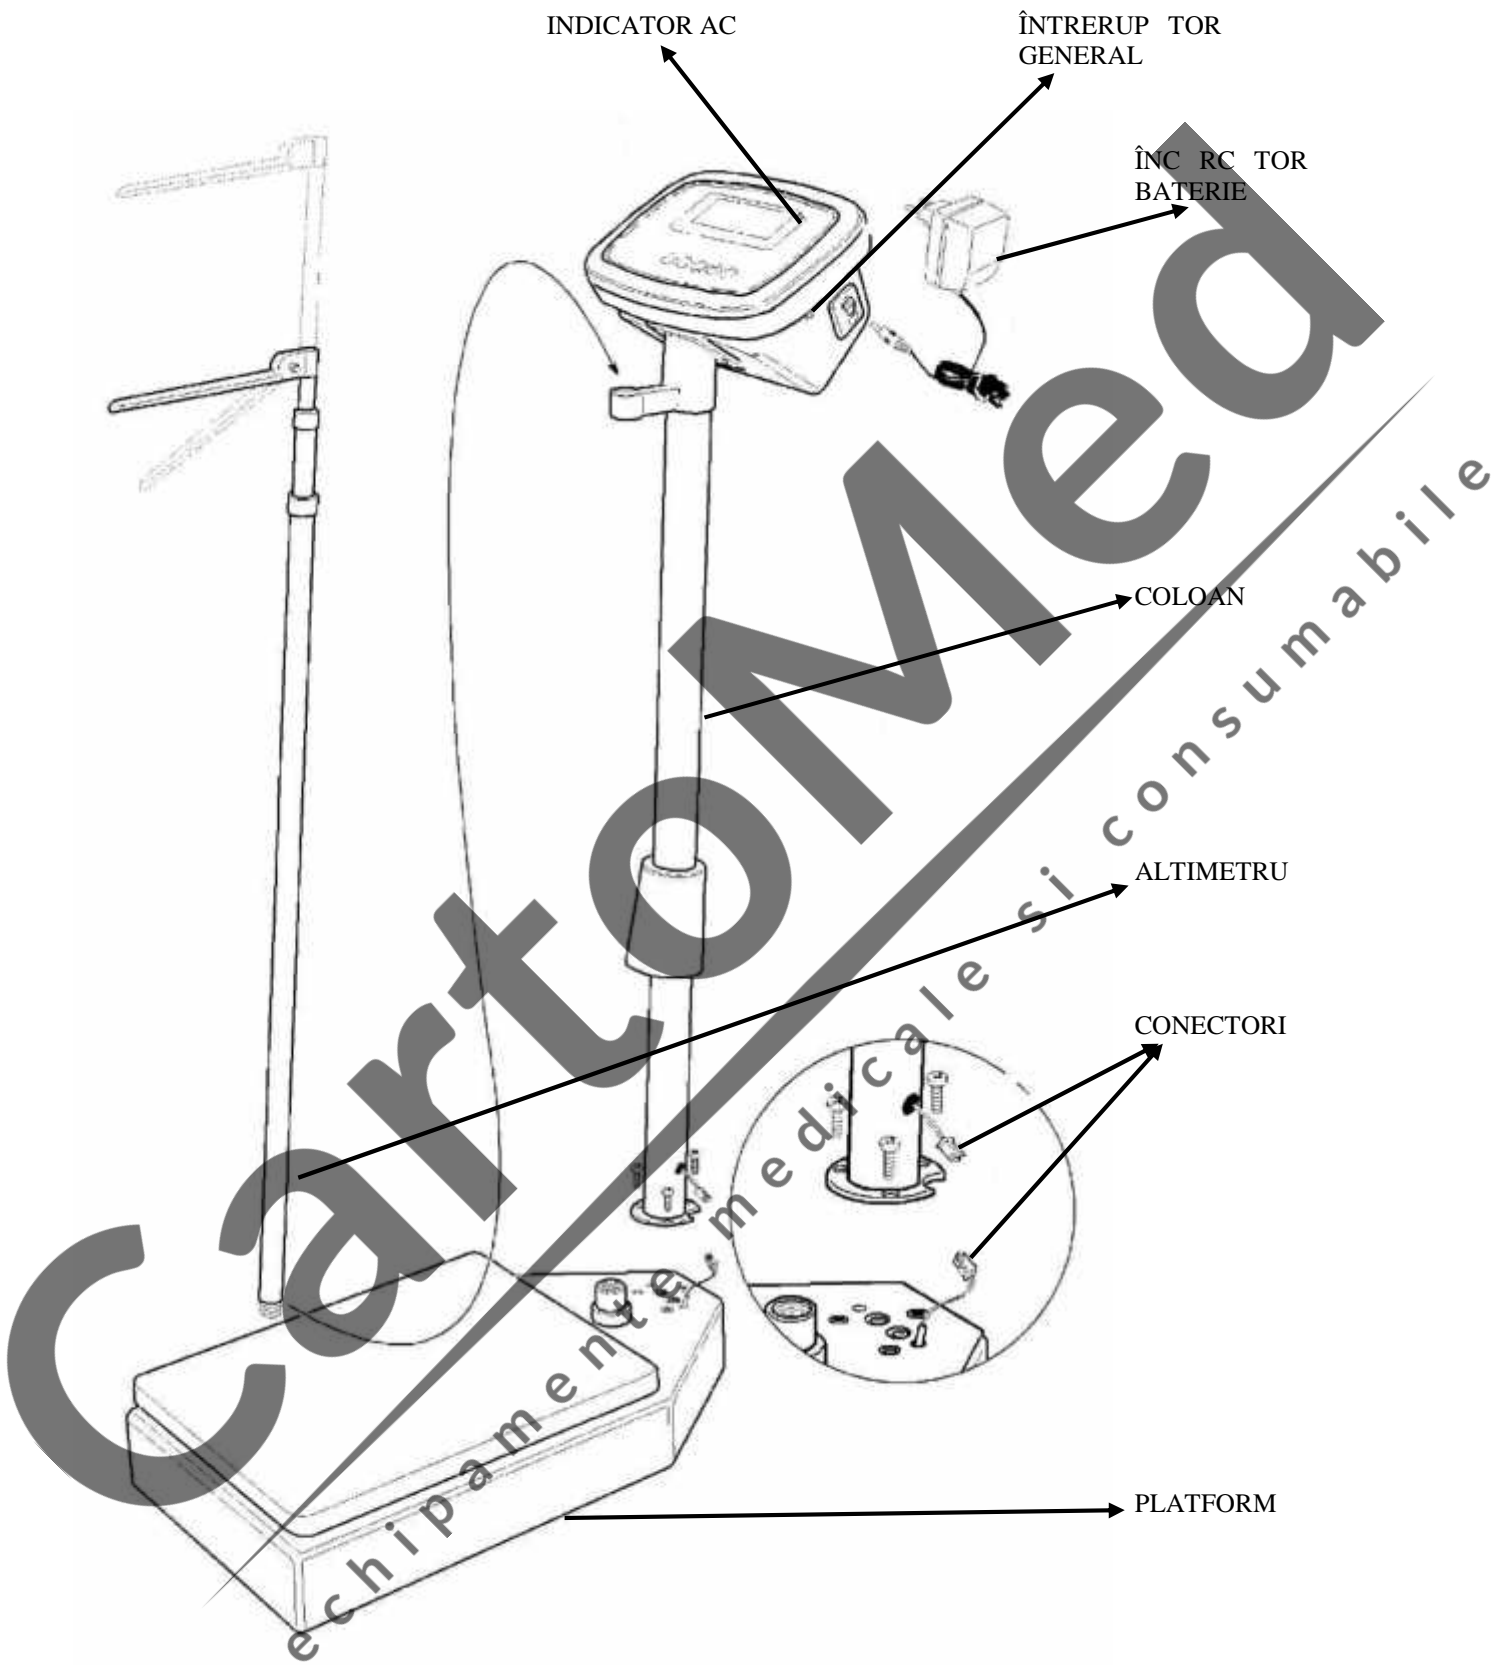 INDICATOR AC
ÎNTRERUP TOR
GENERAL
ÎNC RC TOR
BATERIE
COLOAN
ALTIMETRU
CONECTORI
PLATFORM
CartoMed
echipamente medicale si consumabile